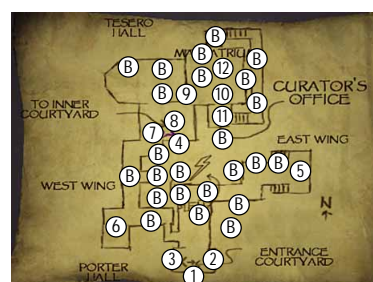 TESERO
HALL
B
B B
MA ATRIUM
B B 12
B B
CURATOR'S
OFFICE
B 9 10
B
TO INNER
COURTYARD
11
8
7
B
4
EAST WING
B
B B B 5
B B B
WEST WING
B B B
B B
N
6 B B
ENTRANCE
COURTYARD
PORTER
HALL
3 2
1